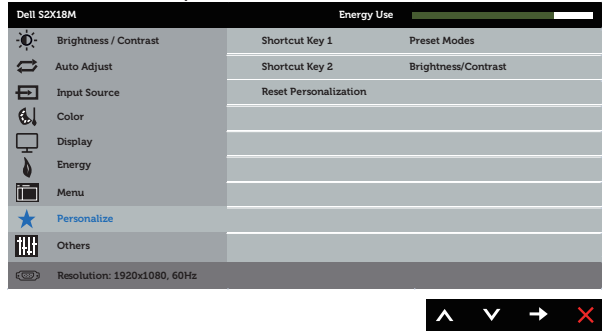 Dell S2X18M Energy Use
Brightness / Contrast Shortcut Key 1 Preset Modes
Auto Adjust Shortcut Key 2 Brightness/Contrast
Input Source Reset Personalization
Color
Display
Energy
Menu
Personalize
Others
Resolution: 1920x1080, 60Hz